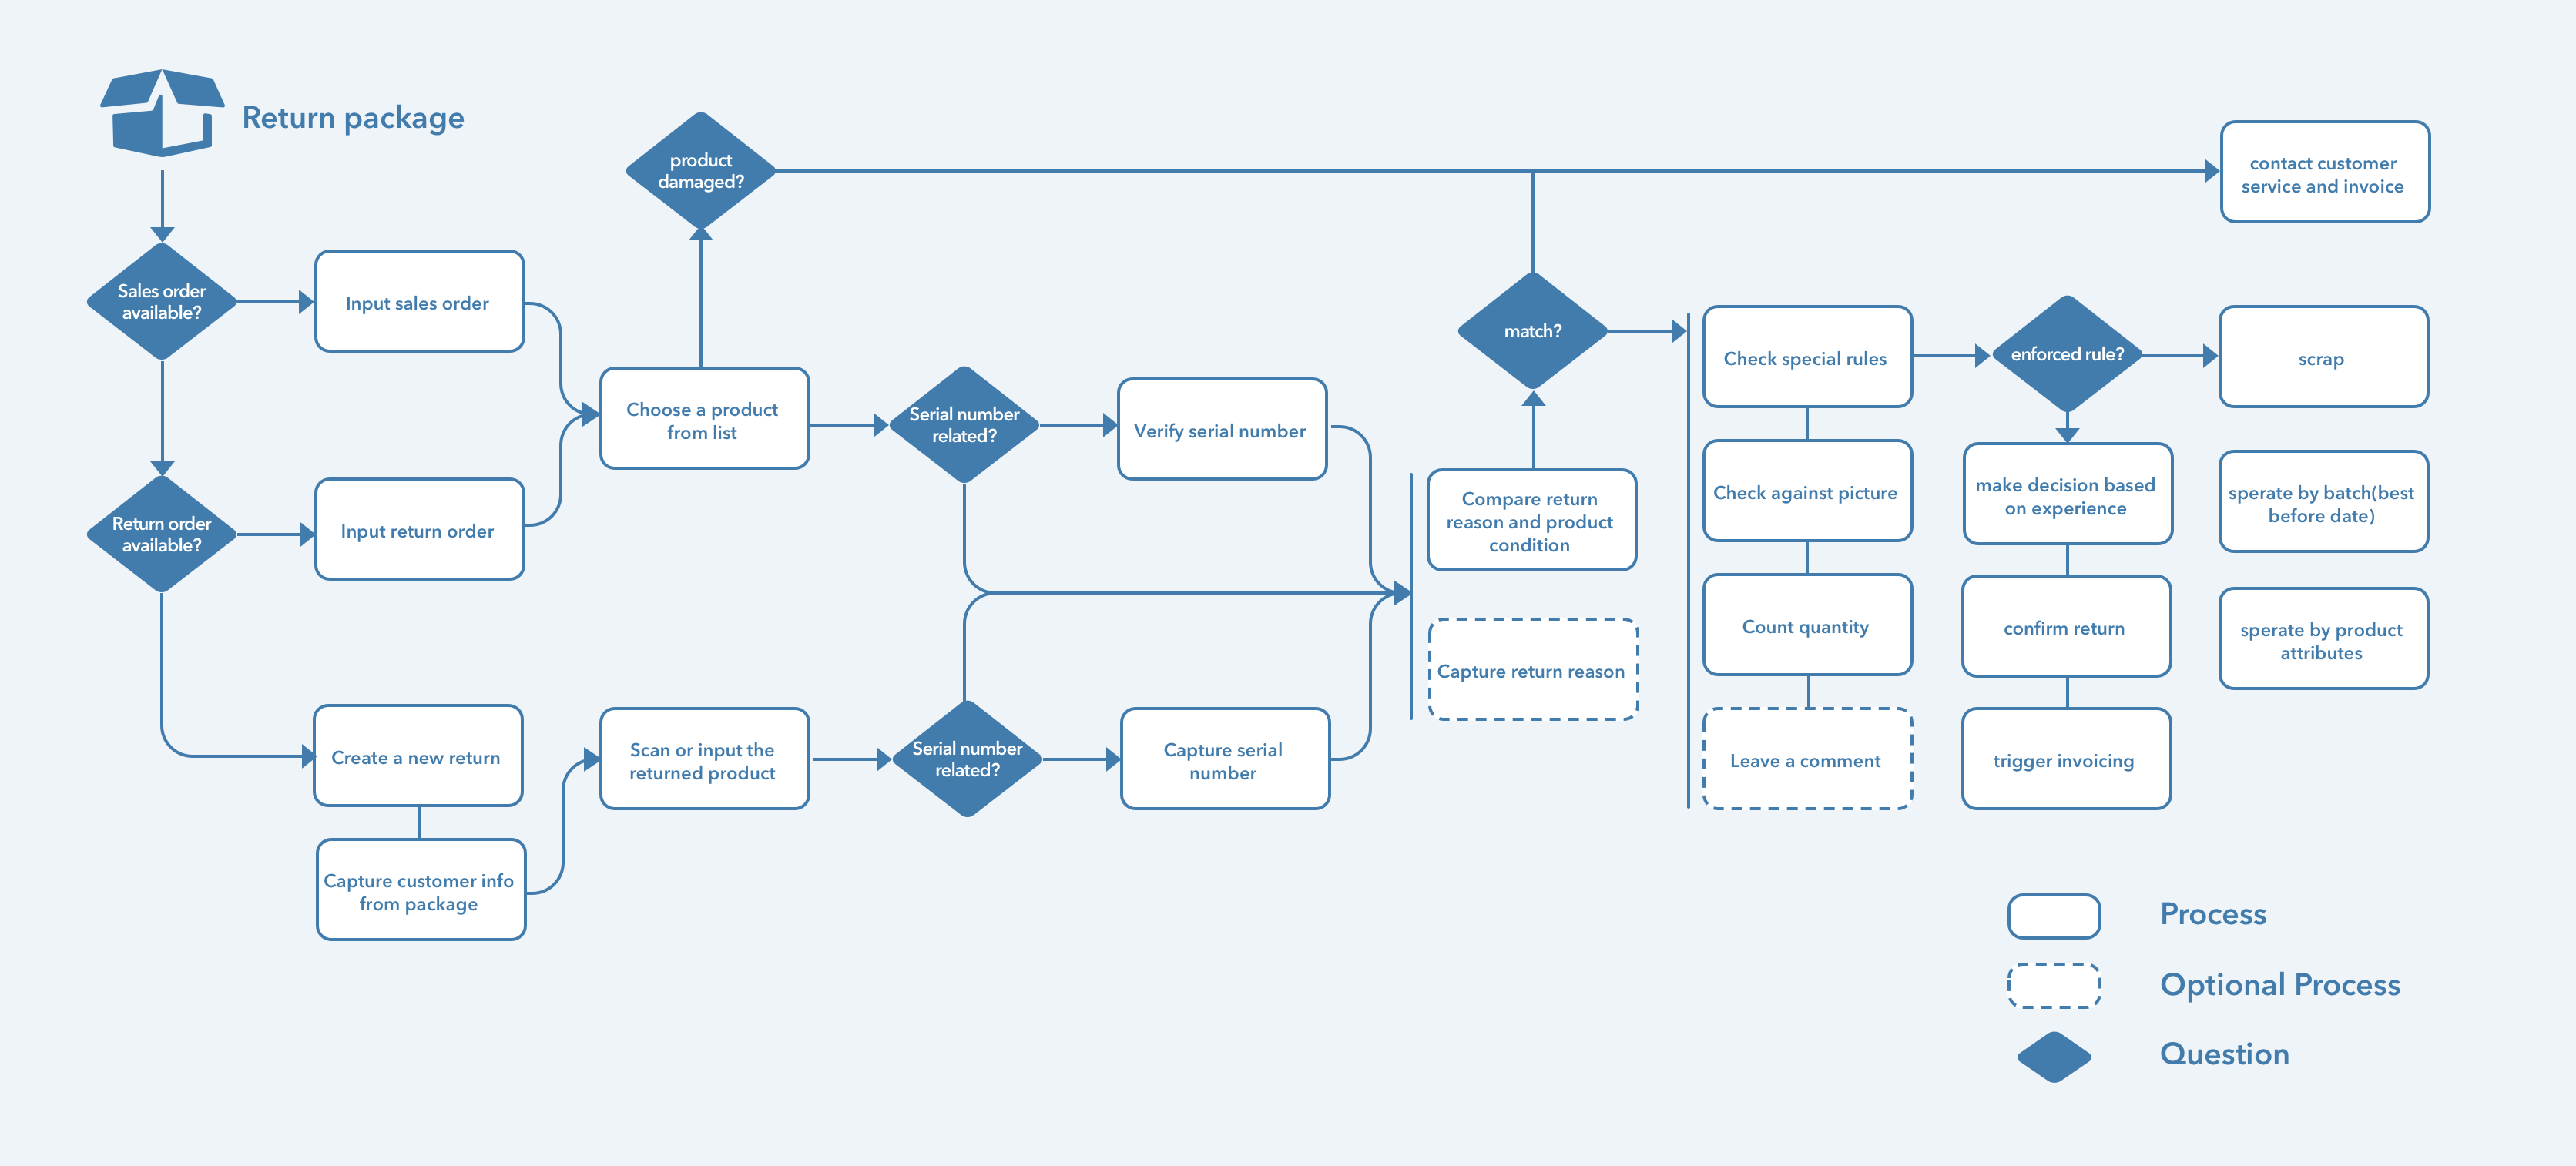 Return package
product
damaged?
contact customer
service and invoice
Sales order
available?
Input sales order
match?
Check special rules
enforced rule?
scrap
Choose a product
from list
Serial number
related?
Verify serial number
Return order
available?
Input return order
Compare return
reason and product
condition
Check against picture
make decision based
on experience
sperate by batch(best
before date)
Capture return reason
Count quantity
confirm return
sperate by product
attributes
Create a new return
Scan or input the
returned product
Serial number
related?
Capture serial
number
Leave a comment
trigger invoicing
Capture customer info
from package
Process
Optional Process
Question